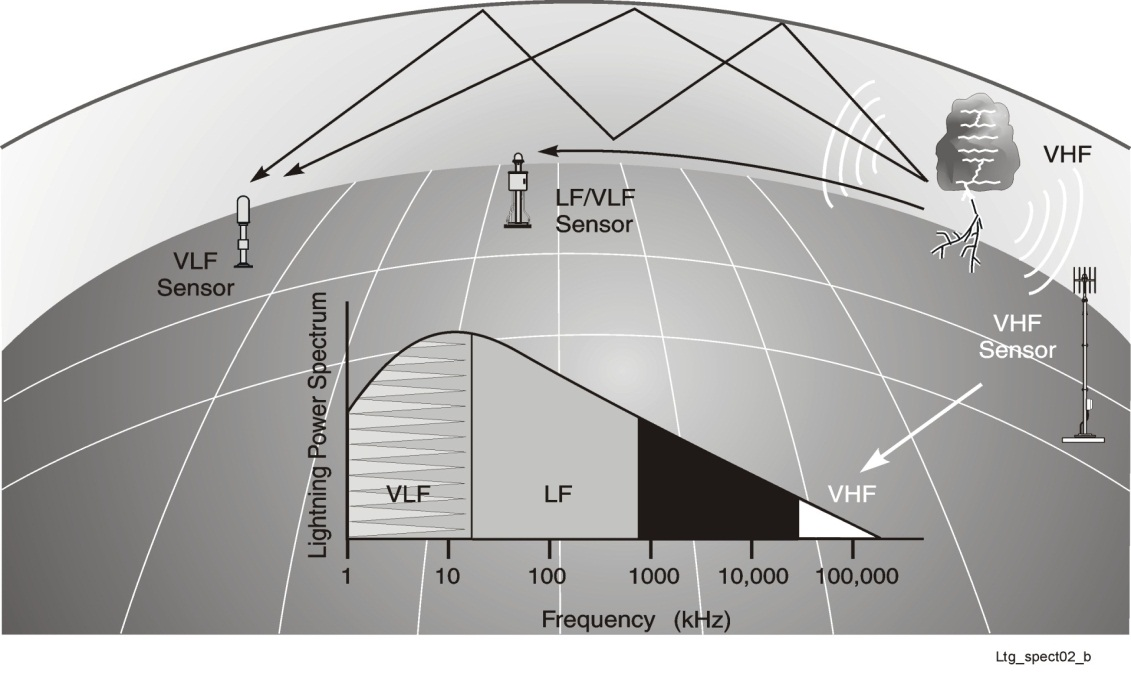 VHF
LF/VLF
Sensor
VLF
Sensor
VHF
Sensor
Lightning Power Spectrum
VLF
LF
VHF
1
10
100
1000
10,000
100,000
Frequency (kHz)
Ltg_spect02_b